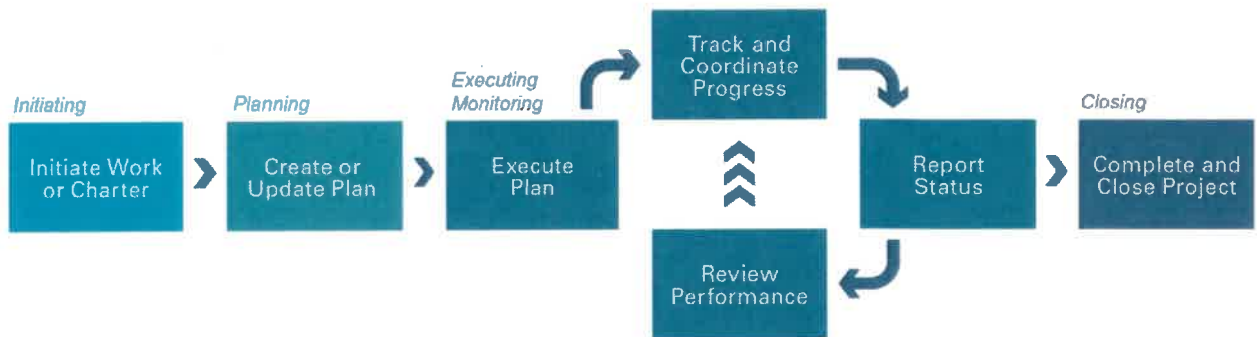 Initiating
Initiate Work
or Charter
Planning
Create or
Update Plan
Executing
Monitoring
Execute
Plan
Track and
Coordinate
Progress
Report
Status
Review
Performance
Closing
Complete and
Close Project